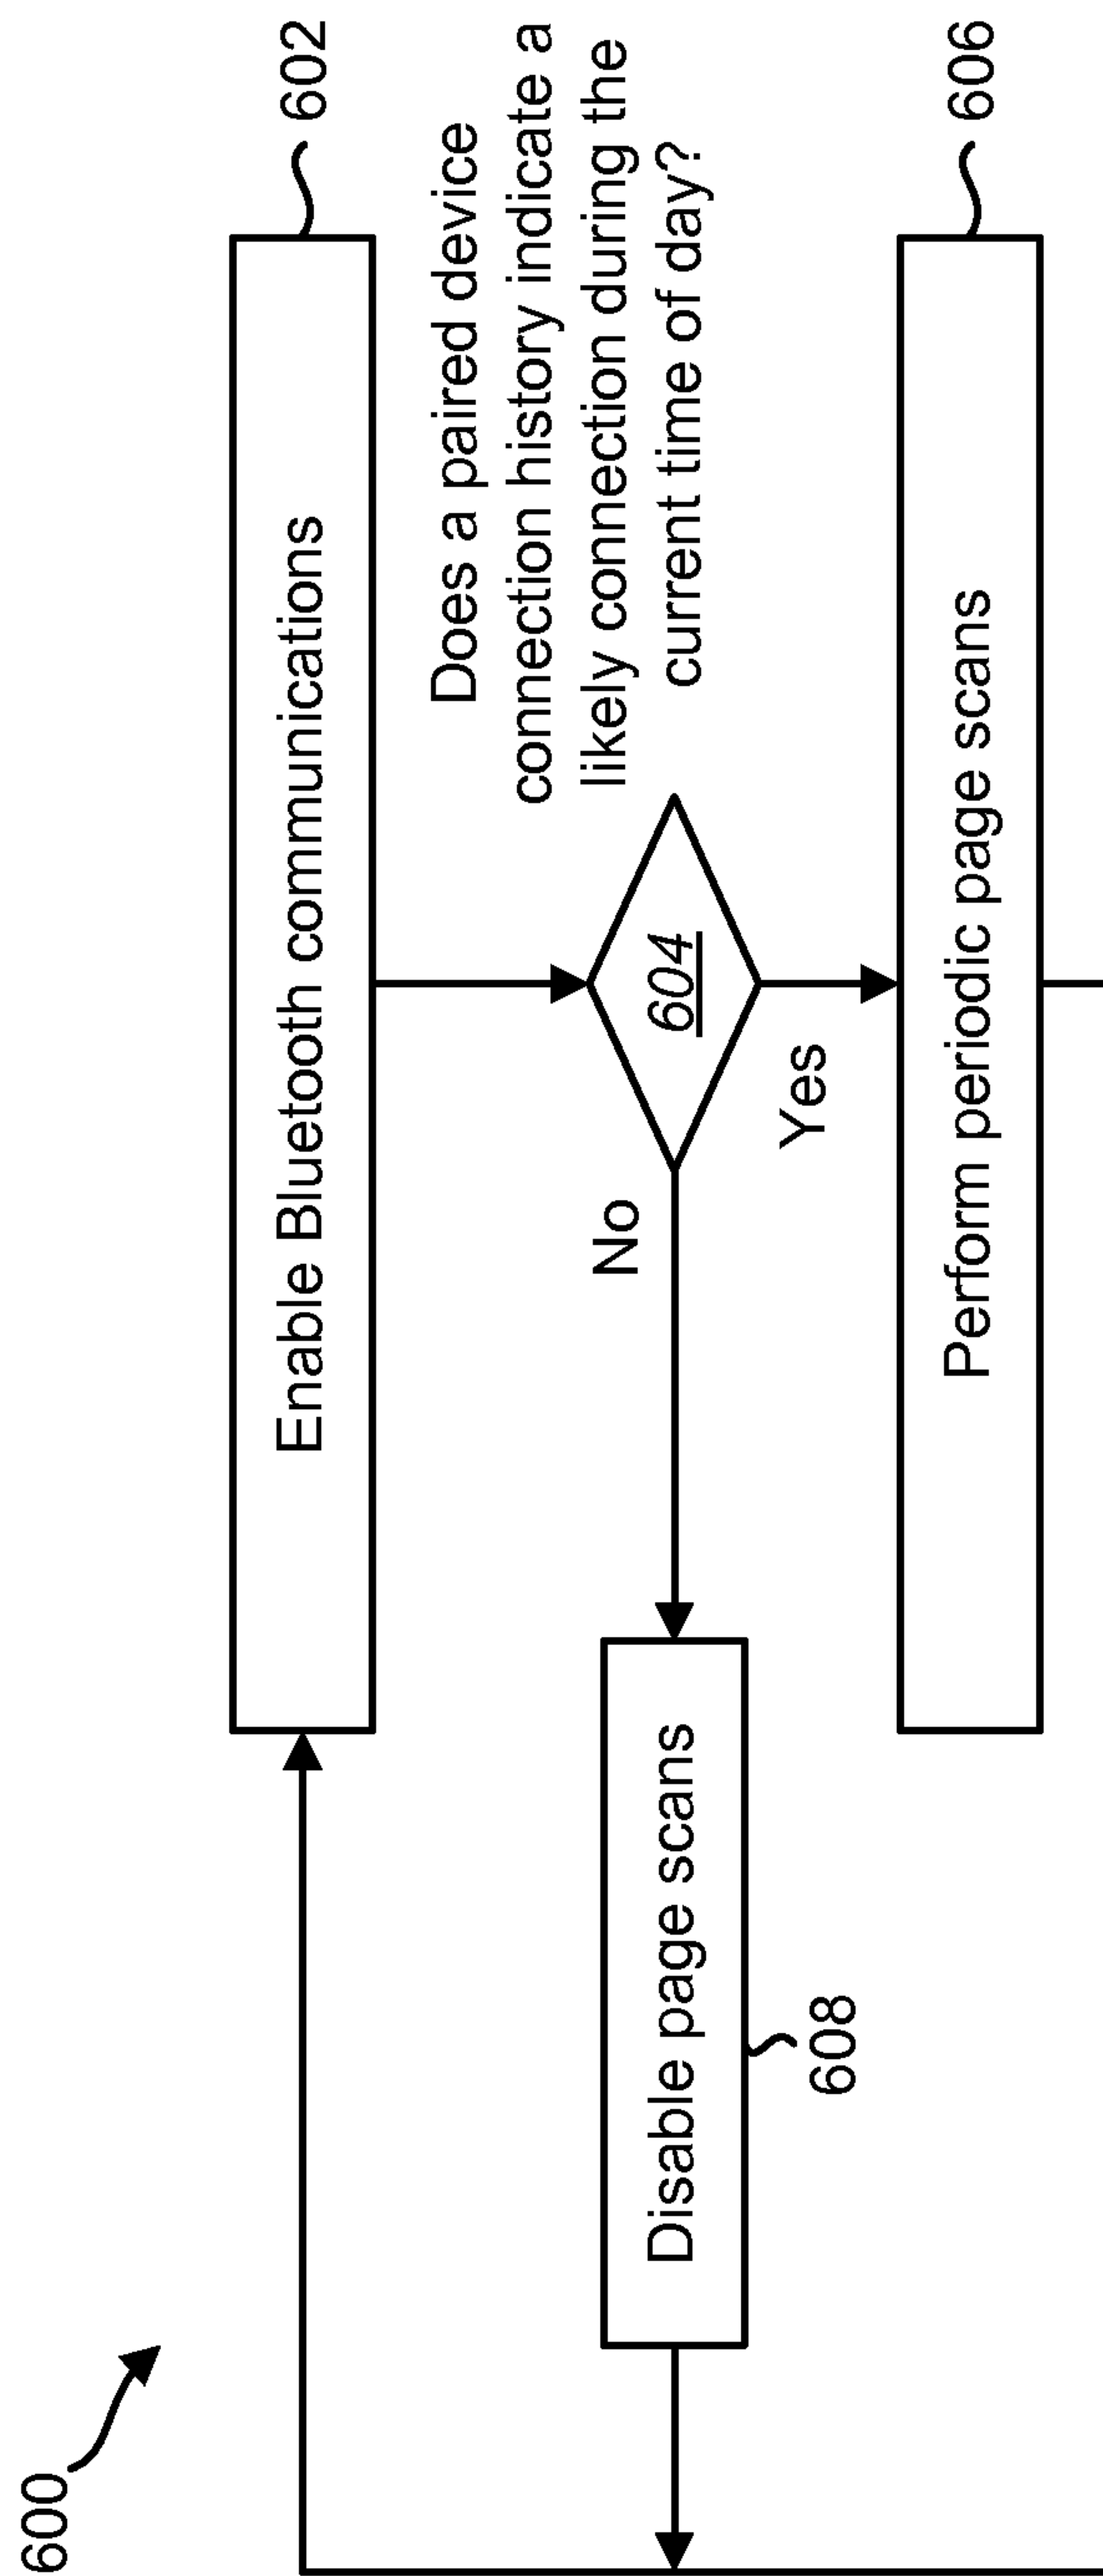 600
Enable Bluetooth communications
602
Does a paired device
connection history indicate a
likely connection during the
current time of day?
604
No
Yes
Disable page scans
608
Perform periodic page scans
606